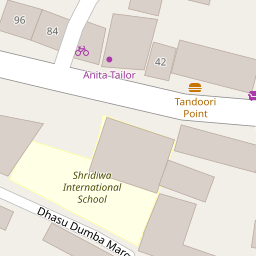 96
84
42
Anita Tailor
Tandoori
Point
Shridiwa
International
School
Dhasu Dumba Marg